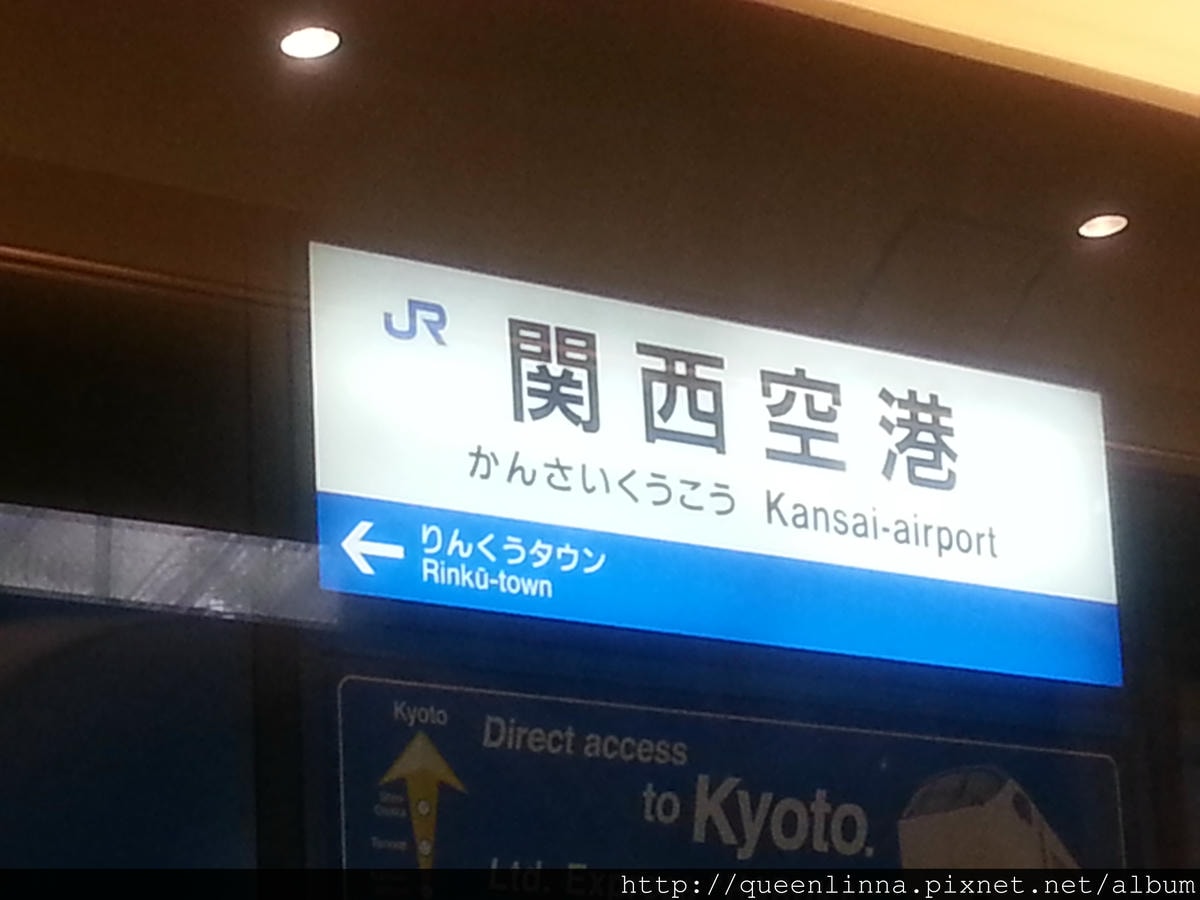 JR
関西空港
かんさいくうこう Kansai-airport
りんくうタウン
Rinkū-town
Kyoto
Direct access
to Kyoto.
Ltd.
http://queenlinna.pixnet.net/album